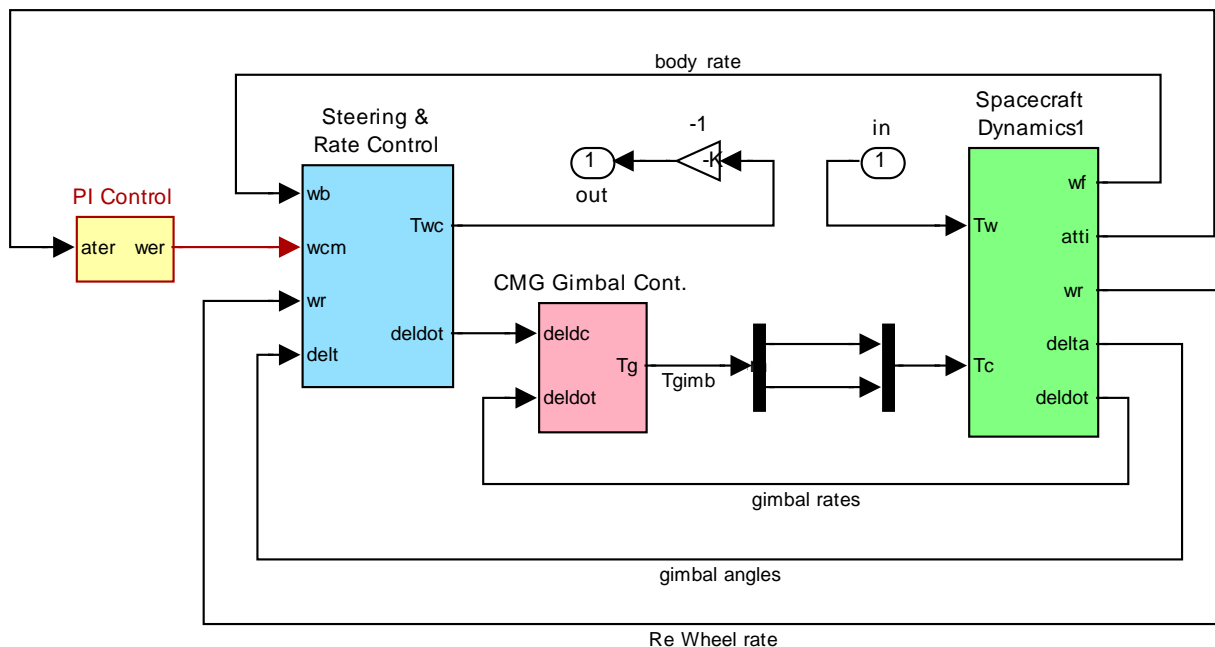 body rate
Steering &
Rate Control
-1
in
Spacecraft
Dynamics1
1
-K
1
out
PI Control
wb
wf
ater
wer
wcm
Twc
Tw
atti
CMG Gimbal Cont.
wr
wr
deldot
deldc
delta
delt
Tg
Tgimb
Tc
deldot
deldot
gimbal rates
gimbal angles
Re Wheel rate